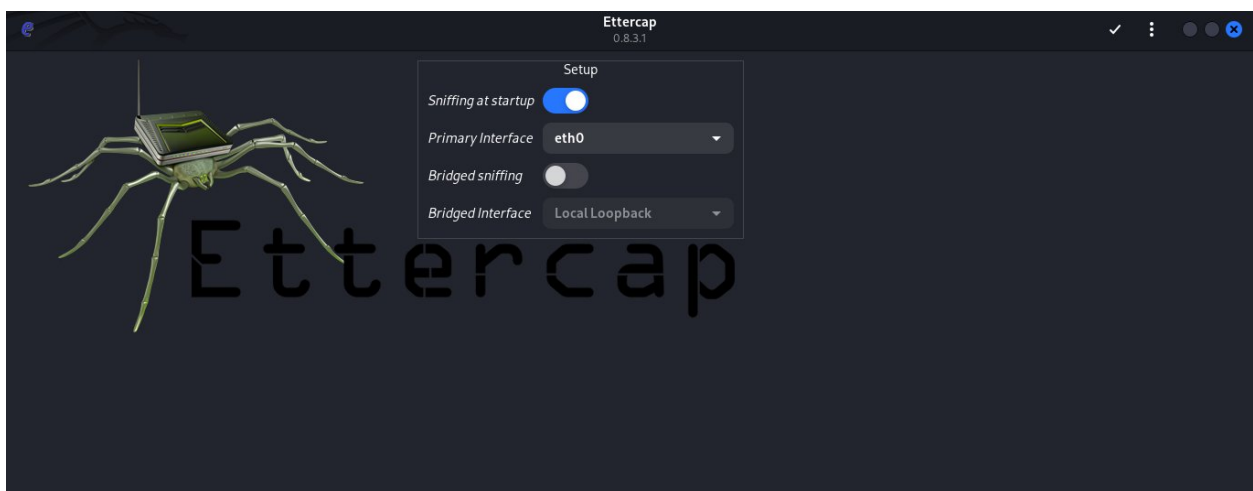 Ettercap
0.8.3.1
Setup
Sniffing at startup
Primary Interface eth0
Bridged sniffing
Bridged Interface Local Loopback
Ettercap